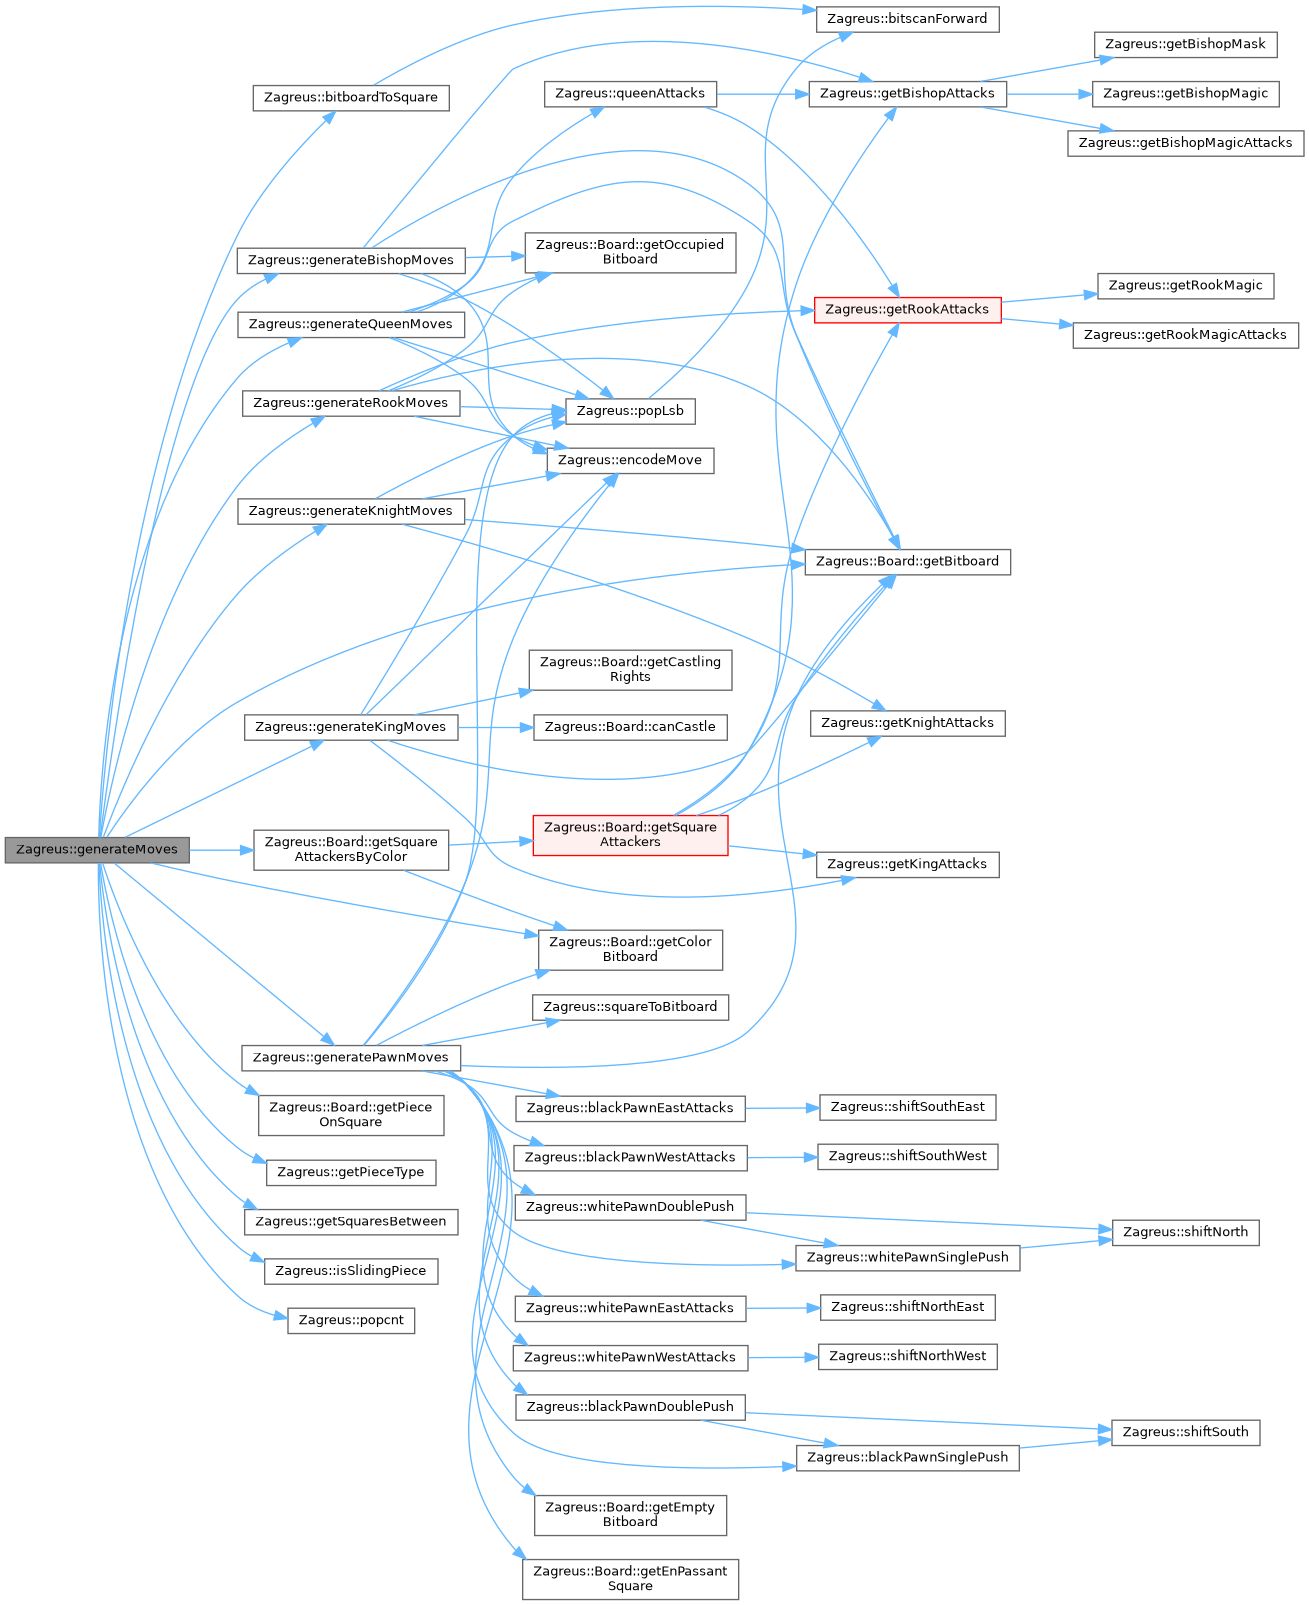 Zagreus::generateMoves
Zagreus::bitboardToSquare
Zagreus::generateBishopMoves
Zagreus::generateQueenMoves
Zagreus::generateRookMoves
Zagreus::generateKnightMoves
Zagreus::generateKingMoves
Zagreus::Board::getSquare
AttackersByColor
Zagreus::generatePawnMoves
Zagreus::Board::getPiece
OnSquare
Zagreus::getPieceType
Zagreus::getSquaresBetween
Zagreus::isSlidingPiece
Zagreus::popcnt
Zagreus::queenAttacks
Zagreus::Board::getOccupied
Bitboard
Zagreus::popLsb
Zagreus::encodeMove
Zagreus::Board::getCastling
Rights
Zagreus::Board::canCastle
Zagreus::Board::getSquare
Attackers
Zagreus::Board::getColor
Bitboard
Zagreus::squareToBitboard
Zagreus::blackPawnEastAttacks
Zagreus::blackPawnWestAttacks
Zagreus::whitePawnDoublePush
Zagreus::whitePawnEastAttacks
Zagreus::whitePawnWestAttacks
Zagreus::blackPawnDoublePush
Zagreus::Board::getEmpty
Bitboard
Zagreus::Board::getEnPassant
Square
Zagreus::bitscanForward
Zagreus::getBishopAttacks
Zagreus::getRookAttacks
Zagreus::Board::getBitboard
Zagreus::getKnightAttacks
Zagreus::getKingAttacks
Zagreus::shiftSouthEast
Zagreus::shiftSouthWest
Zagreus::whitePawnSinglePush
Zagreus::shiftNorthEast
Zagreus::shiftNorthWest
Zagreus::blackPawnSinglePush
Zagreus::getBishopMask
Zagreus::getBishopMagic
Zagreus::getBishopMagicAttacks
Zagreus::getRookMagic
Zagreus::getRookMagicAttacks
Zagreus::shiftNorth
Zagreus::shiftSouth